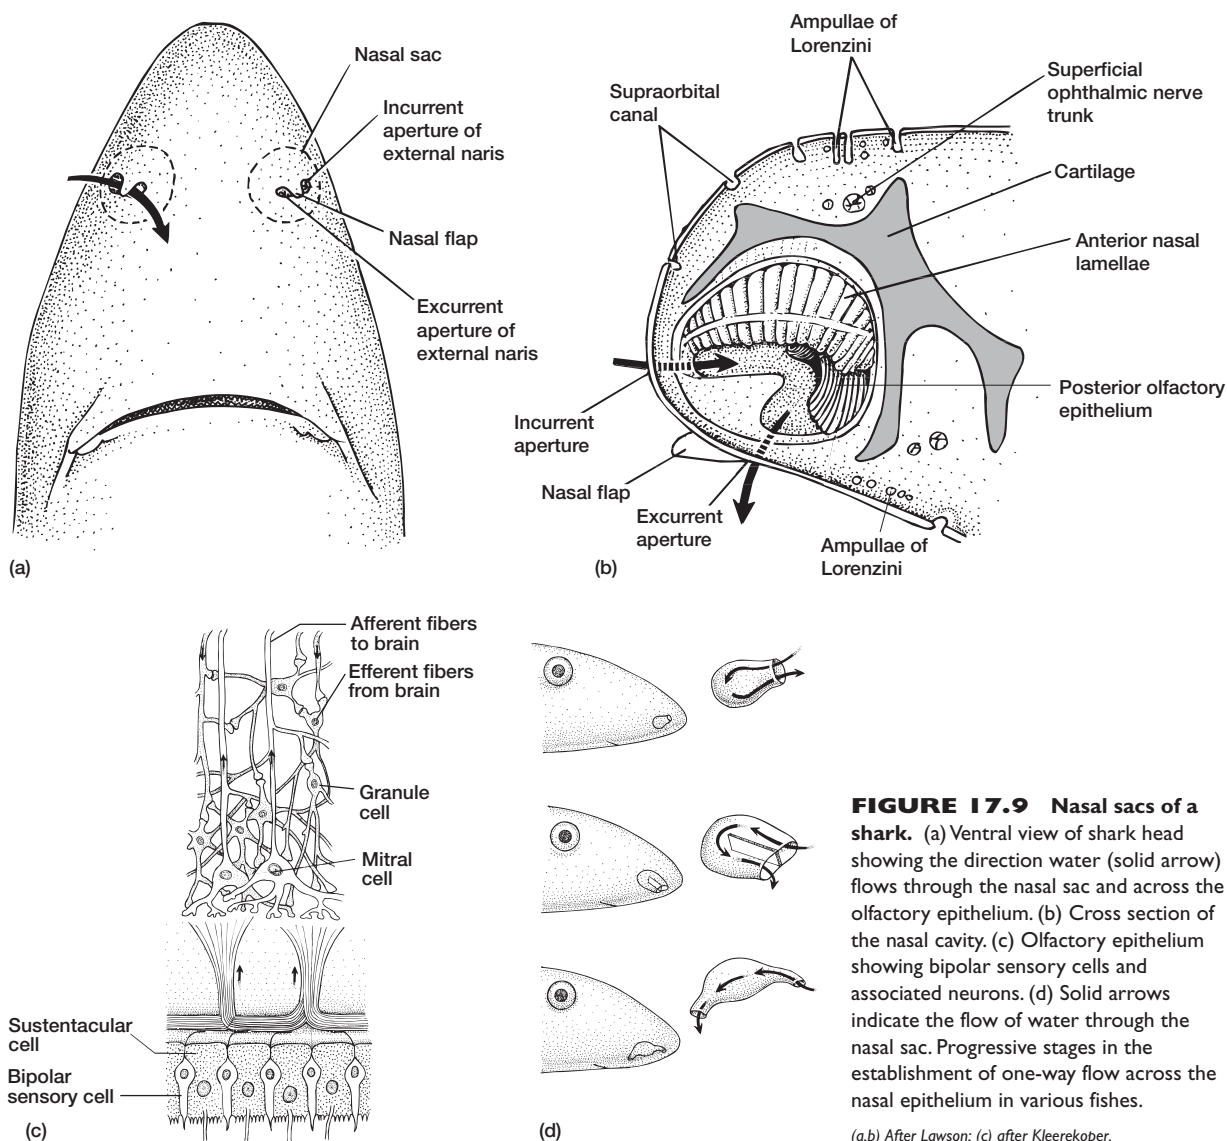 Nasal sac
Incurrent
aperture of
external naris
Nasal flap
Excurrent
aperture of
external naris
(a)
Ampullae of
Lorenzini
Supraorbital
canal
Superficial
ophthalmic nerve
trunk
Cartilage
Anterior nasal
lamellae
Posterior olfactory
epithelium
Incurrent
aperture
Nasal flap
Excurrent
aperture
Ampullae of
Lorenzini
(b)
Afferent fibers
to brain
Efferent fibers
from brain
Granule
cell
Mitral
cell
Sustentacular
cell
Bipolar
sensory cell
(c)
(d)
FIGURE 17.9 Nasal sacs of a
shark. (a) Ventral view of shark head
showing the direction water (solid arrow)
flows through the nasal sac and across the
olfactory epithelium. (b) Cross section of
the nasal cavity. (c) Olfactory epithelium
showing bipolar sensory cells and
associated neurons. (d) Solid arrows
indicate the flow of water through the
nasal sac. Progressive stages in the
establishment of one-way flow across the
nasal epithelium in various fishes.
(a,b) After Lawson; (c) after Kleerekoper.